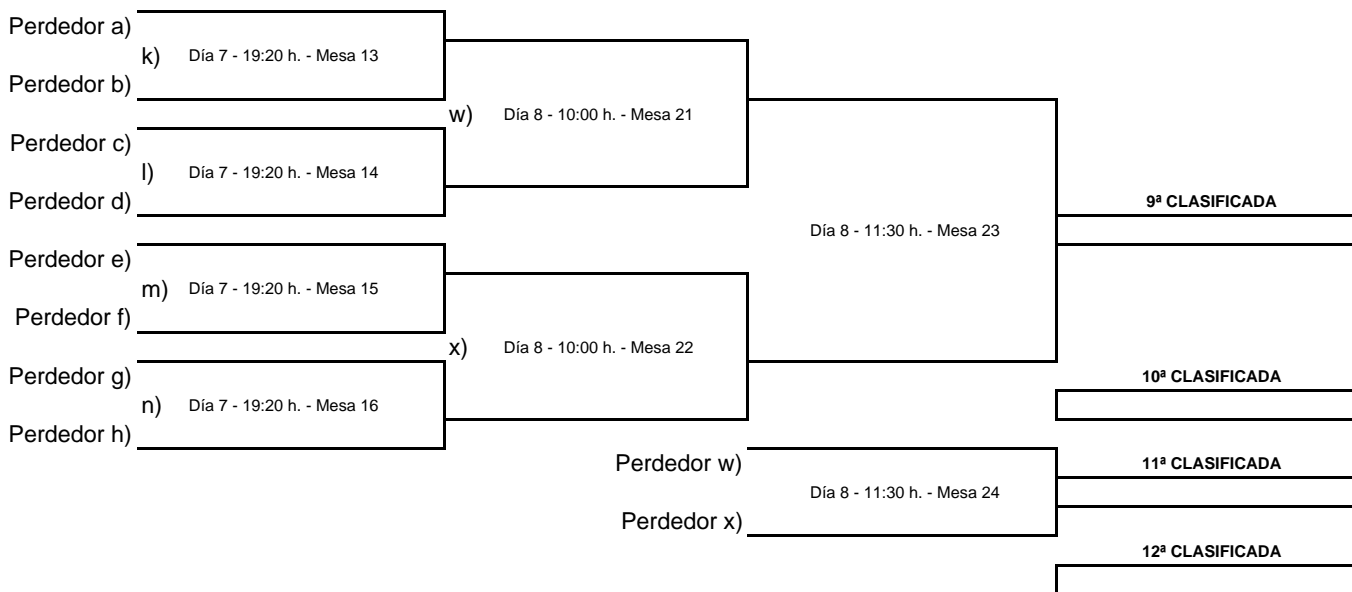 Perdedor a)
k) Día 7 - 19:20 h. - Mesa 13
Perdedor b)
w) Día 8 - 10:00 h. - Mesa 21
Perdedor c)
l) Día 7 - 19:20 h. - Mesa 14
Perdedor d)
9ª CLASIFICADA
Día 8 - 11:30 h. - Mesa 23
Perdedor e)
m) Día 7 - 19:20 h. - Mesa 15
Perdedor f)
x) Día 8 - 10:00 h. - Mesa 22
Perdedor g)
10ª CLASIFICADA
n) Día 7 - 19:20 h. - Mesa 16
Perdedor h)
Perdedor w)
11ª CLASIFICADA
Día 8 - 11:30 h. - Mesa 24
Perdedor x)
12ª CLASIFICADA